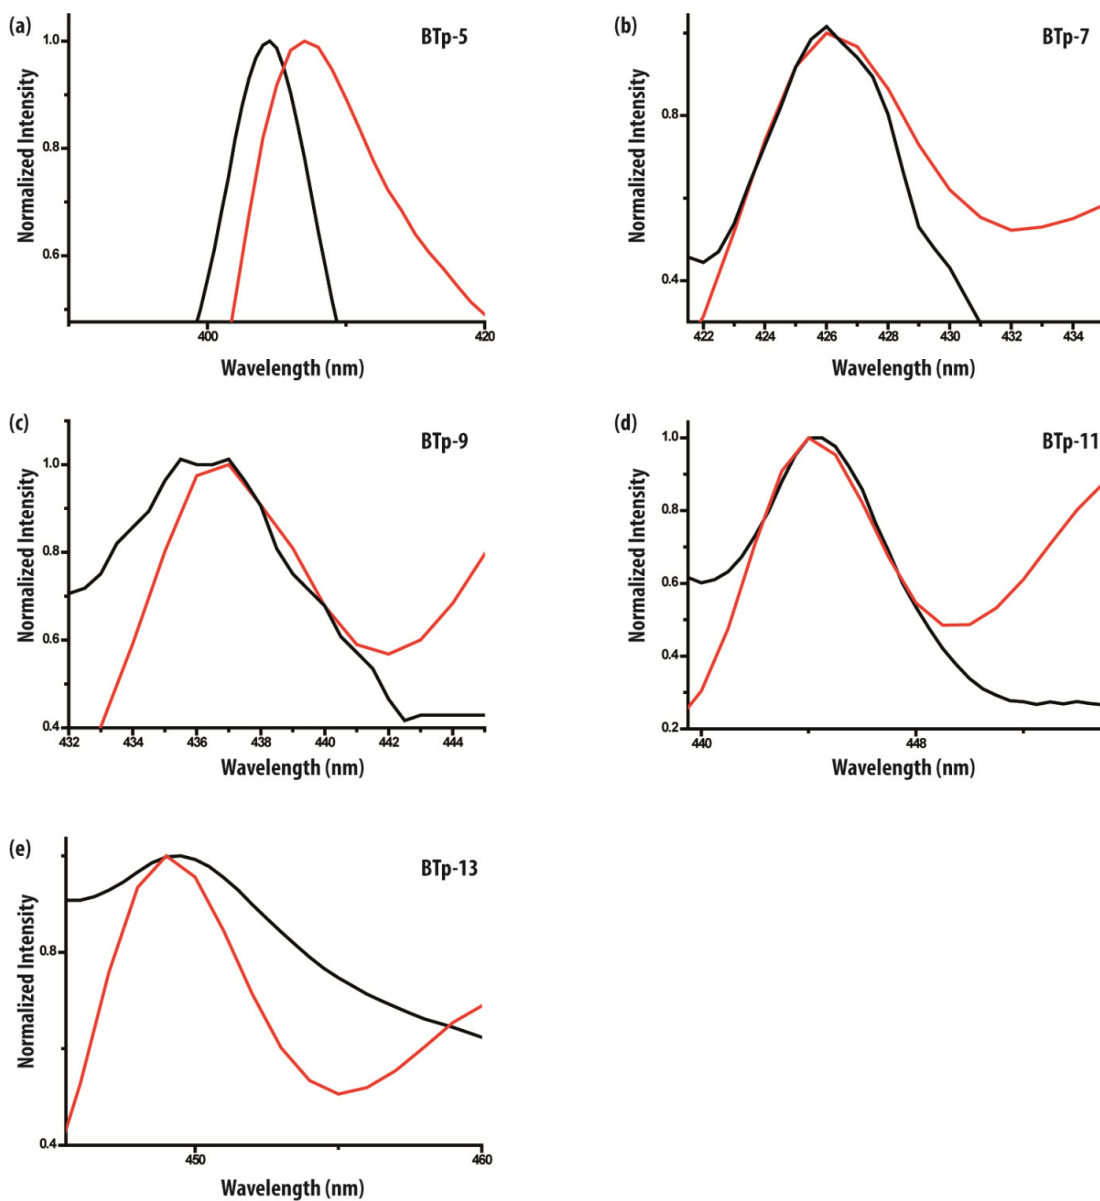 (a)
BTp-5
1.0
0.8
0.6
Normalized Intensity
400
420
Wavelength (nm)
(b)
BTp-7
0.8
0.4
Normalized Intensity
422
424
426
428
430
432
434
Wavelength (nm)
(c)
BTp-9
1.0
0.8
0.6
0.4
Normalized Intensity
432
434
436
438
440
442
444
Wavelength (nm)
(d)
BTp-11
1.0
0.8
0.6
0.4
0.2
Normalized Intensity
440
448
Wavelength (nm)
(e)
BTp-13
0.8
0.4
Normalized Intensity
450
460
Wavelength (nm)